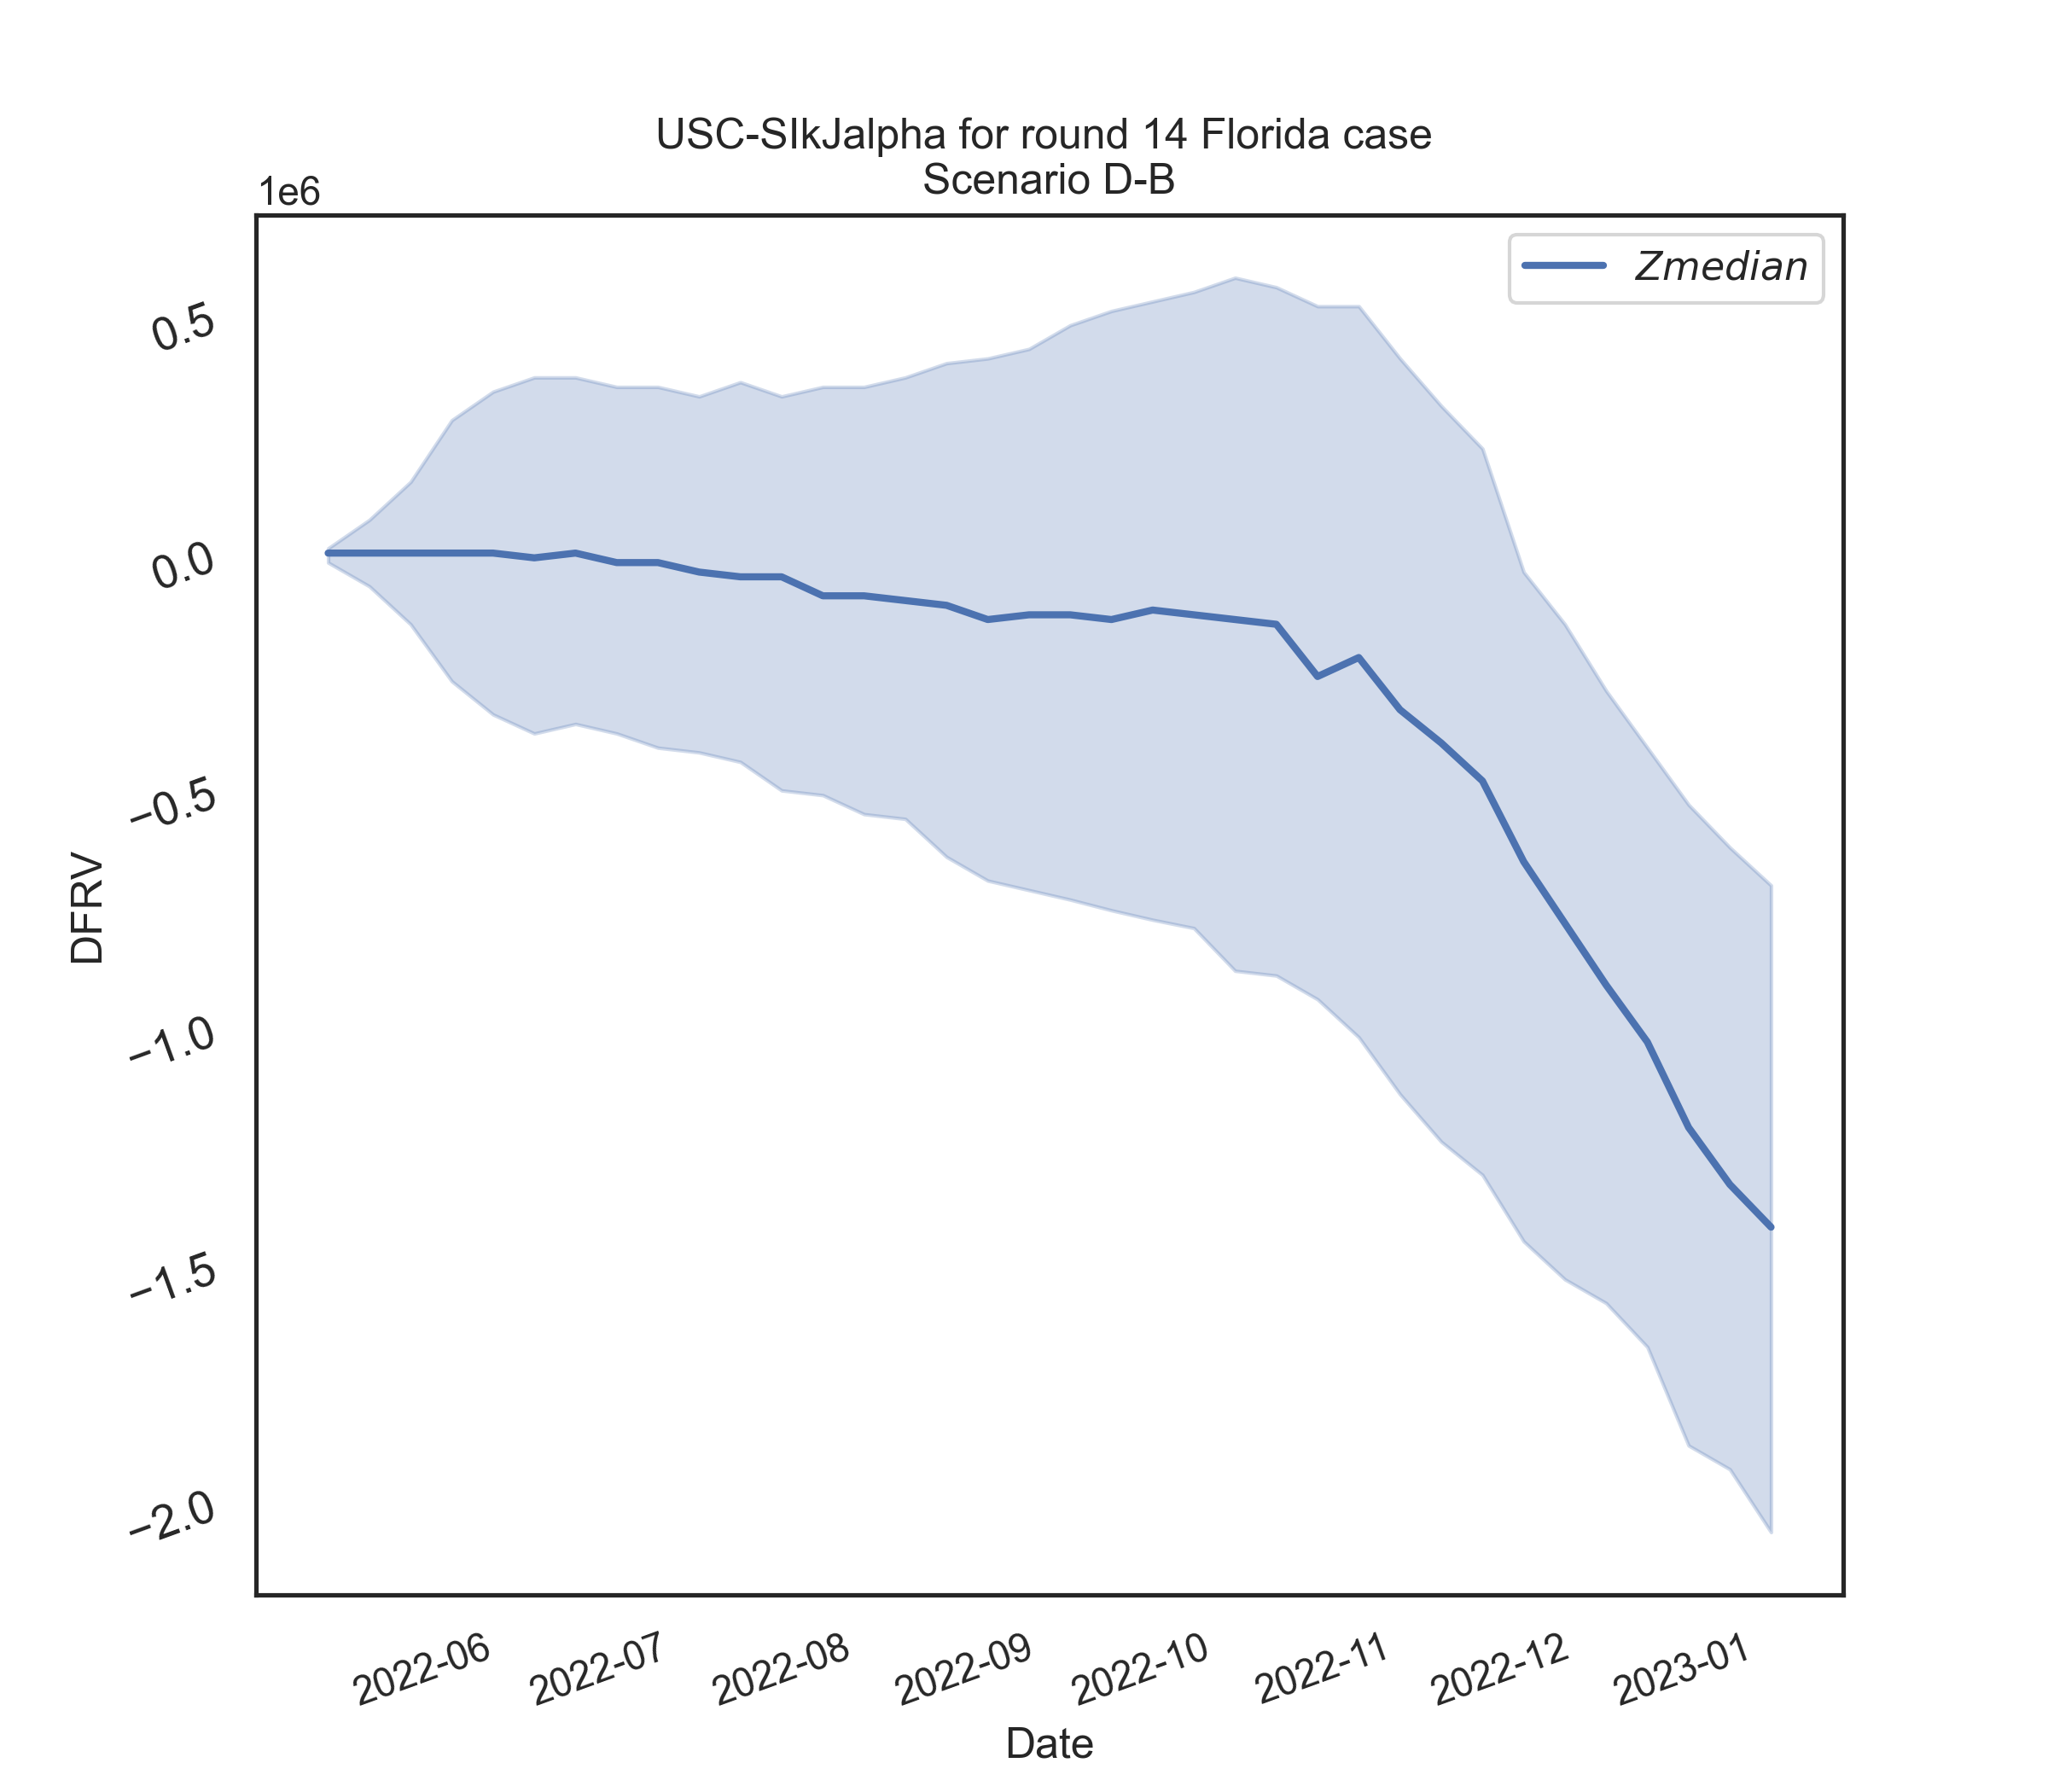 USC-SIkJalpha for round 14 Florida case
Scenario D-B
1e6
Zmedian
0.5
0.0
−0.5
−1.0
−1.5
−2.0
DFRV
2022-06
2022-07
2022-08
2022-09
2022-10
2022-11
2022-12
2023-01
Date